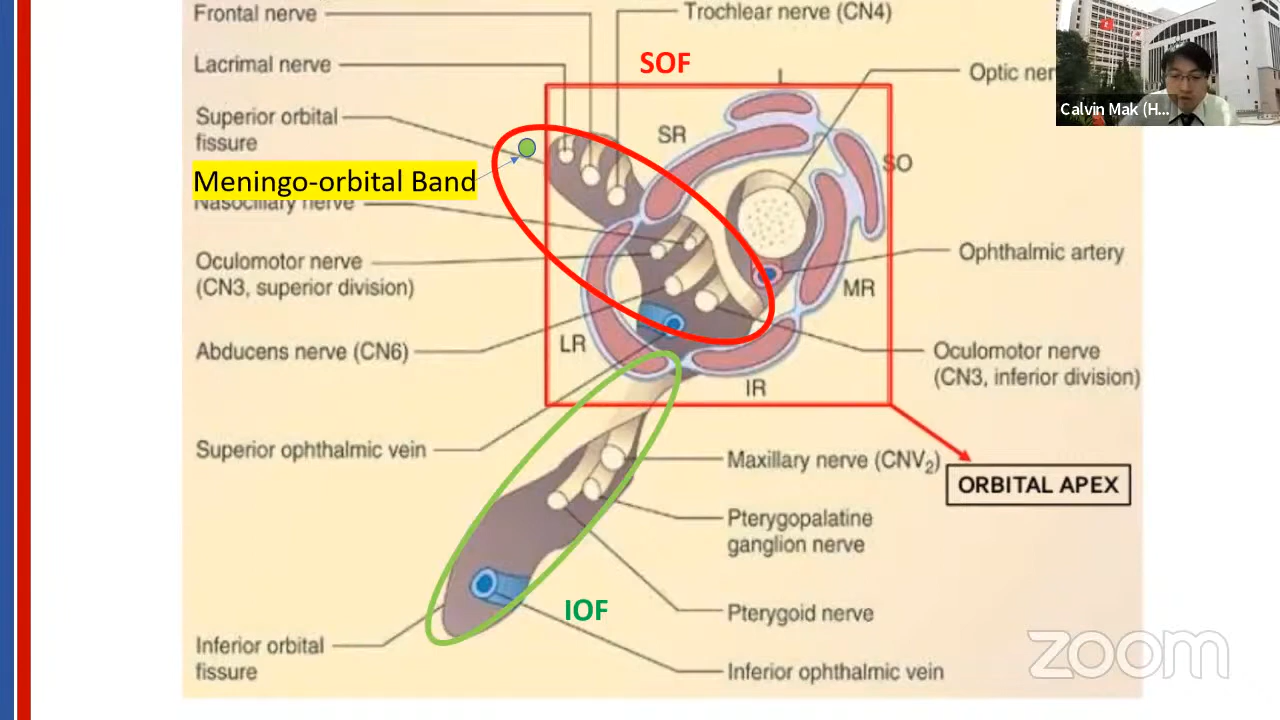 Frontal nerve
Trochlear nerve (CN4)
Lacrimal nerve
SOF
Optic ner
Superior orbital
fissure
SR
SO
Calvin Mak (H...
Meningo-orbital Band
Nasociliary nerve
Oculomotor nerve
(CN3, superior division)
Ophthalmic artery
MR
Abducens nerve (CN6)
LR
Oculomotor nerve
(CN3, inferior division)
IR
Superior ophthalmic vein
Maxillary nerve (CNV2)
ORBITAL APEX
Pterygopalatine
ganglion nerve
IOF
Pterygoid nerve
Inferior orbital
fissure
Inferior ophthalmic vein
zoom